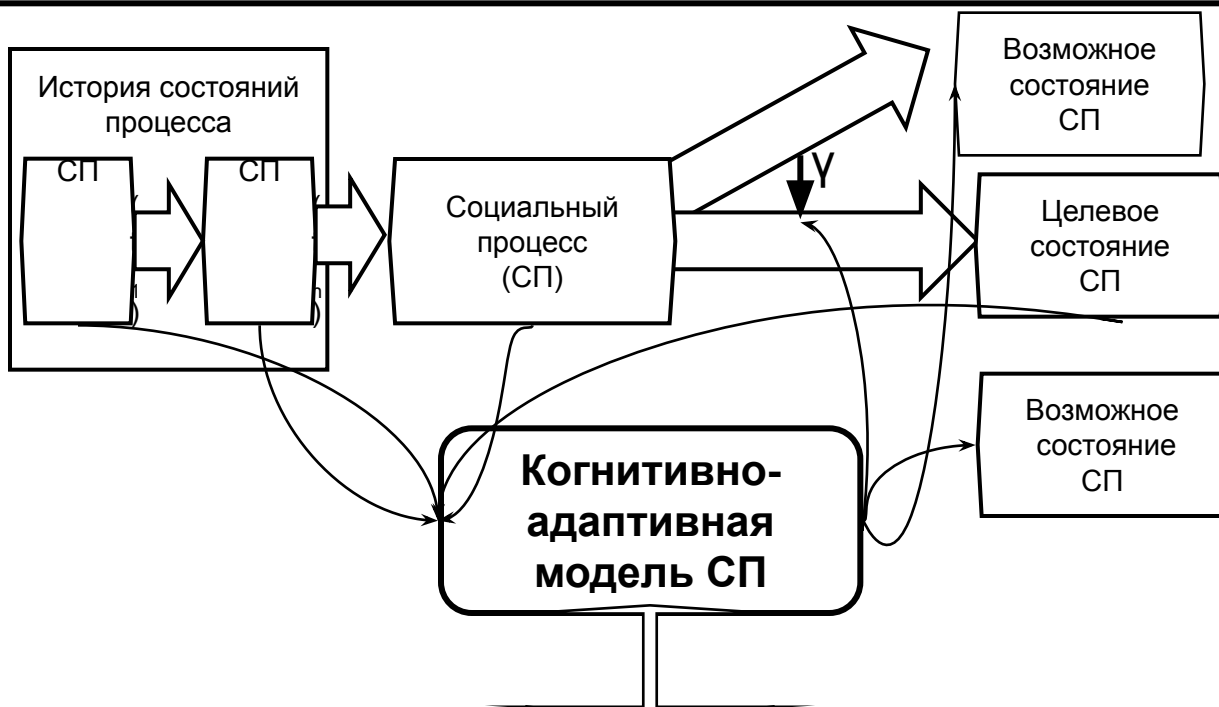 История состояний
процесса
СП
СП
Социальный
процесс
(СП)
γ
Возможное
состояние
СП
Целевое
состояние
СП
Возможное
состояние
СП
Когнитивно-
адаптивная
модель СП